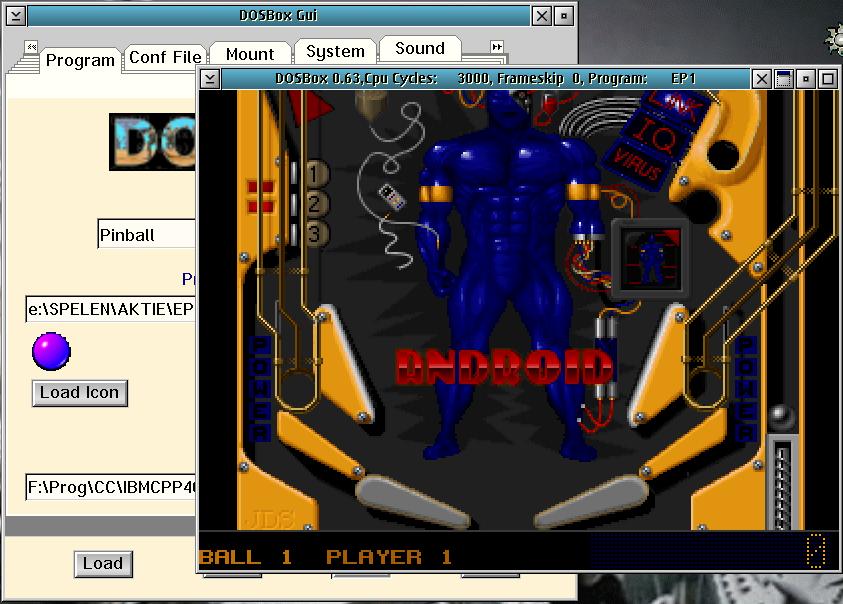 DOSBox Gui
Program
Conf File
Mount
System
Sound
DOSBox 0.63,Cpu Cycles: 3000, Frameskip 0, Program: EP1
DO
Pinball
e:\SPELEN\AKTIE\EP
Load Icon
F:\Prog\CC\IBMCPP40
Load
LINK
IQ
VIRUS
1
2
3
ANDROID
POWER
POWER
JDS
BALL 1 PLAYER 1
0